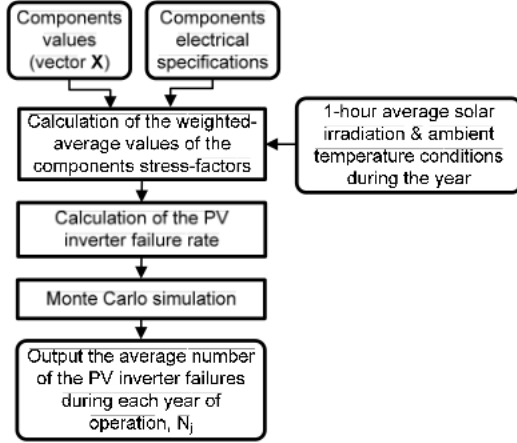 Components
values
(vector X)
Components
electrical
specifications
Calculation of the weighted-
average values of the
components stress-factors
1-hour average solar
irradiation & ambient
temperature conditions
during the year
Calculation of the PV
inverter failure rate
Monte Carlo simulation
Output the average number
of the PV inverter failures
during each year of
operation, Nj